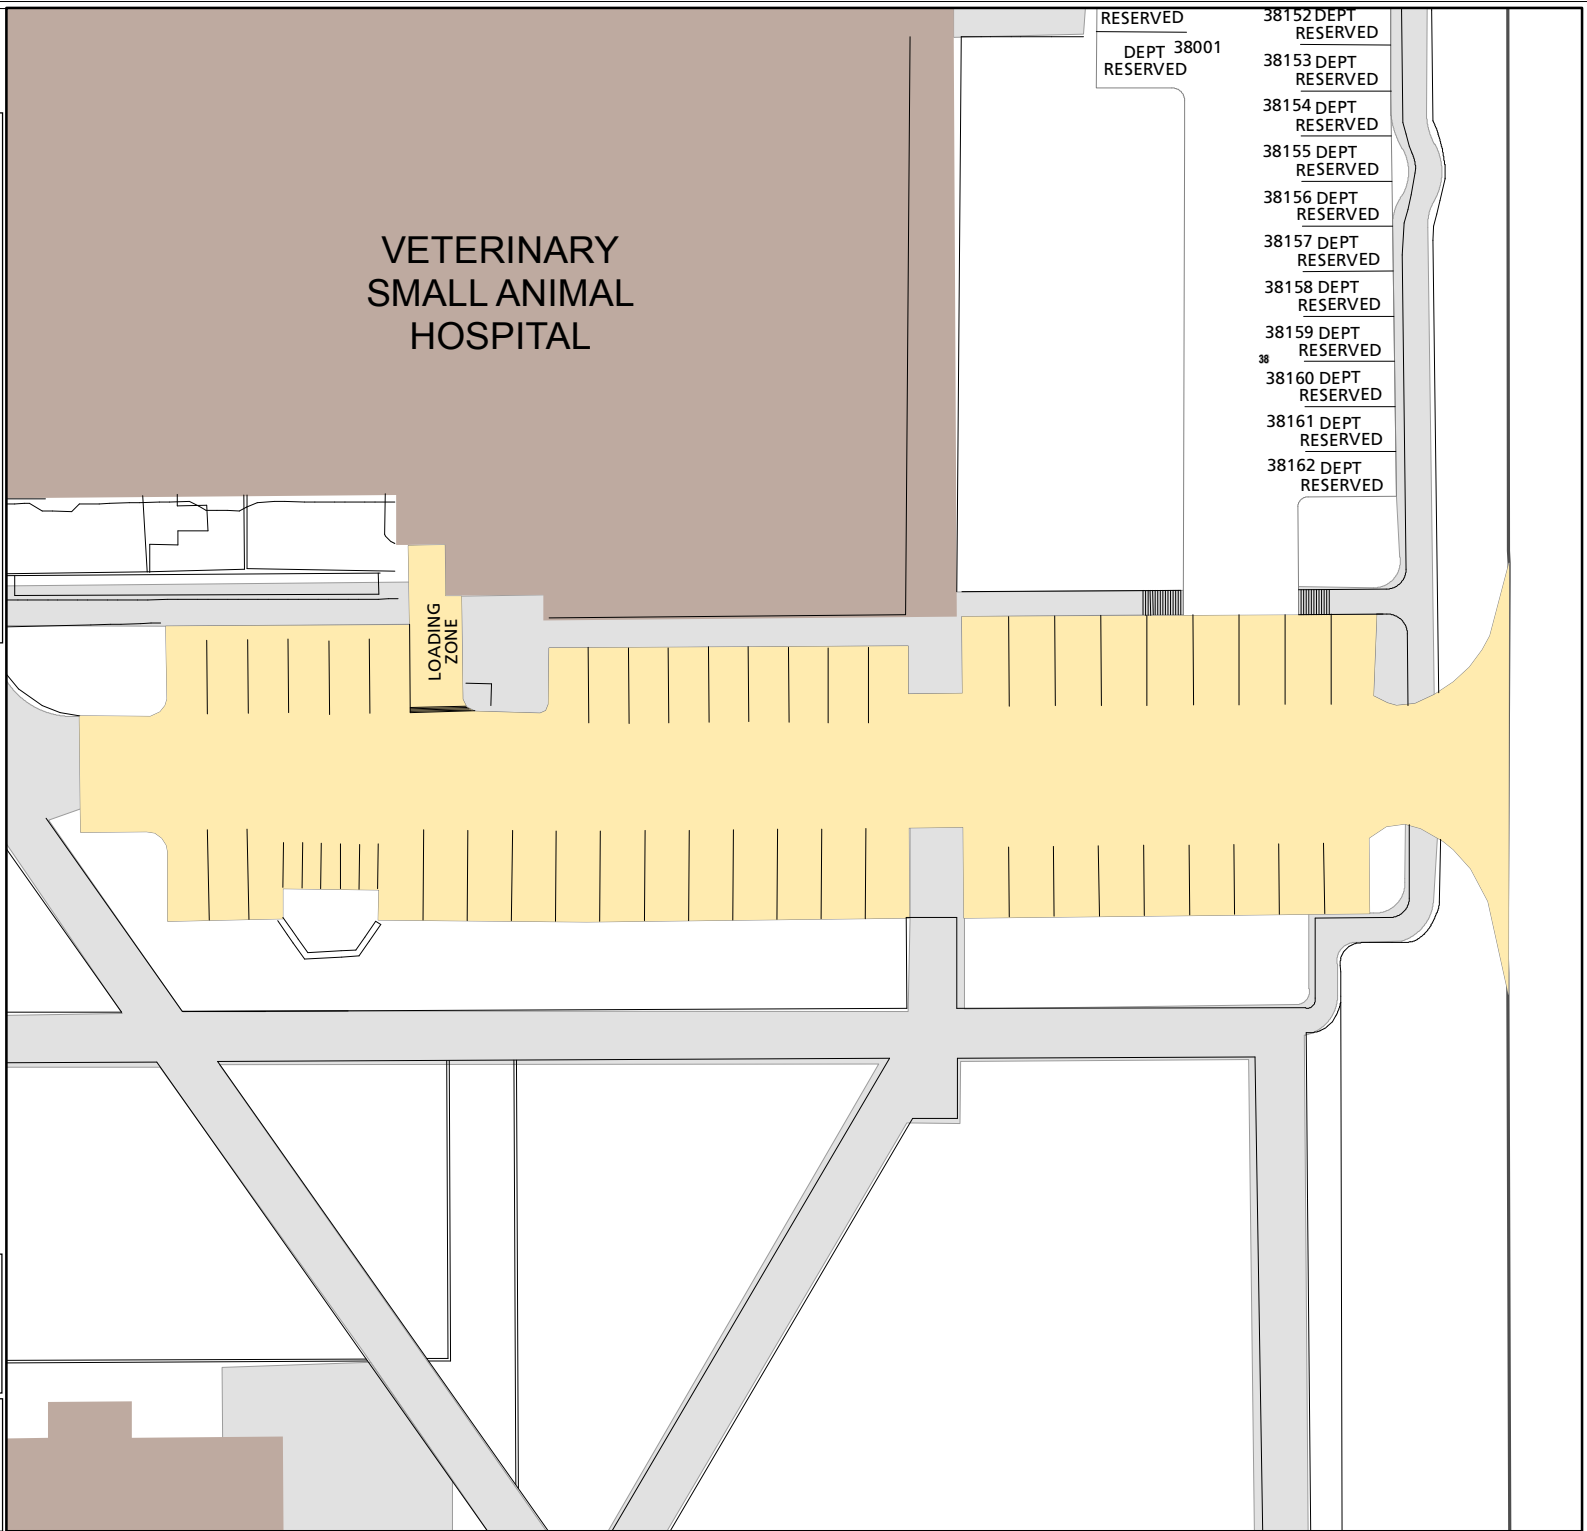 VETERINARY
SMALL ANIMAL
HOSPITAL
LOADING
ZONE
RESERVED
DEPT 38001
RESERVED
38152 DEPT
RESERVED
38153 DEPT
RESERVED
38154 DEPT
RESERVED
38155 DEPT
RESERVED
38156 DEPT
RESERVED
38157 DEPT
RESERVED
38158 DEPT
RESERVED
38159 DEPT
RESERVED
38
38160 DEPT
RESERVED
38161 DEPT
RESERVED
38162 DEPT
RESERVED